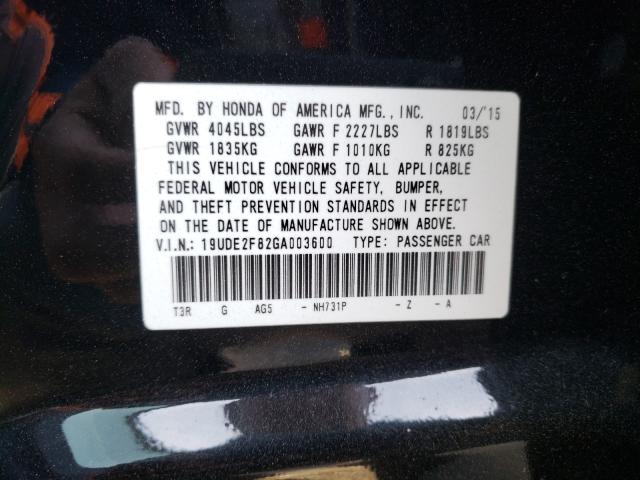 MFD. BY HONDA OF AMERICA MFG., INC. 03/'15
GVWR 4045LBS GAWR F 2227LBS R 1819LBS
GVWR 1835KG GAWR F 1010KG R 825KG
THIS VEHICLE CONFORMS TO ALL APPLICABLE
FEDERAL MOTOR VEHICLE SAFETY, BUMPER,
AND THEFT PREVENTION STANDARDS IN EFFECT
ON THE DATE OF MANUFACTURE SHOWN ABOVE.
V.I.N.: 19UDE2F82GA003600 TYPE: PASSENGER CAR
T3R G AG5 - NH731P - Z - A